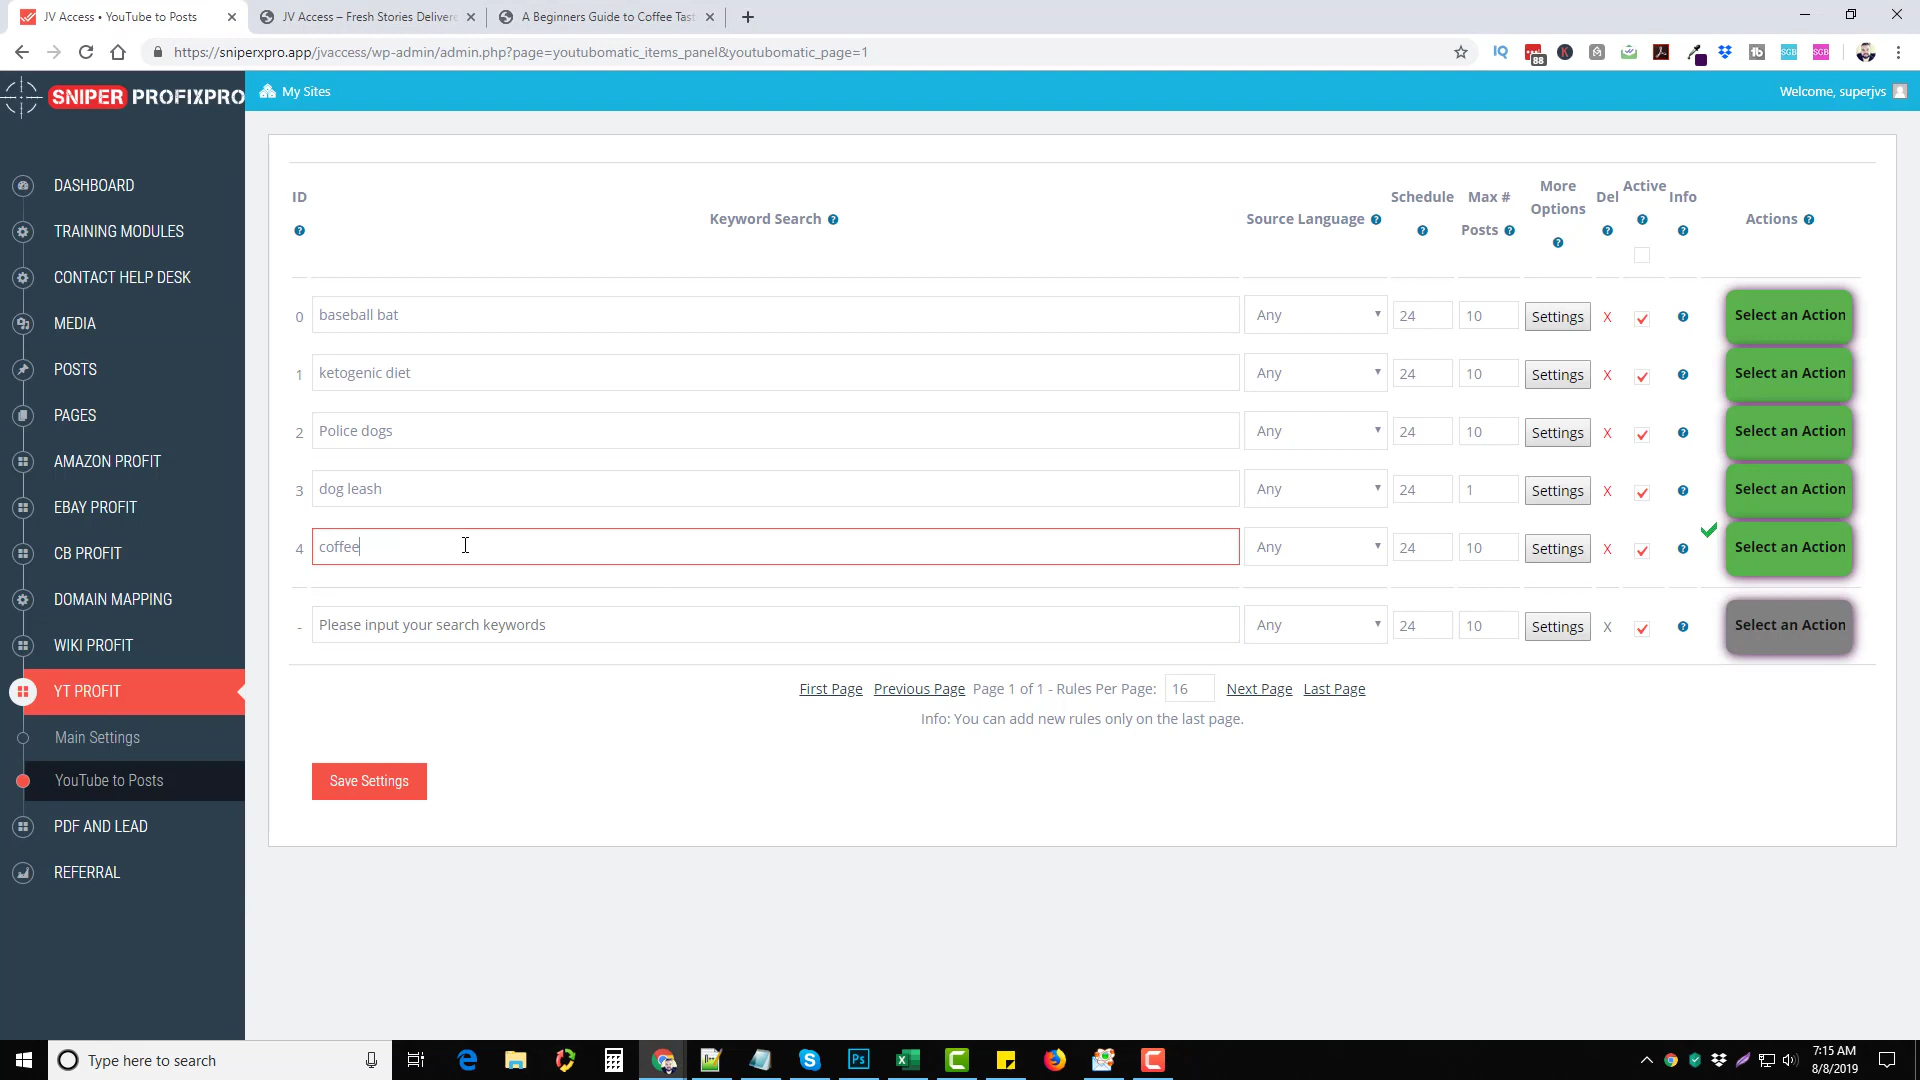 JV Access • YouTube to Posts
JV Access – Fresh Stories Delivere
A Beginners Guide to Coffee Tast
https://sniperxpro.app/jvaccess/wp-admin/admin.php?page=youtubomatic_items_panel&youtubomatic_page=1
88
SNIPER PROFIXPRO
My Sites
Welcome, superjvs
DASHBOARD
TRAINING MODULES
CONTACT HELP DESK
MEDIA
POSTS
PAGES
AMAZON PROFIT
EBAY PROFIT
CB PROFIT
DOMAIN MAPPING
WIKI PROFIT
YT PROFIT
Main Settings
YouTube to Posts
PDF AND LEAD
REFERRAL
ID
Keyword Search
Source Language
Schedule
Max #
Posts
More
Options
Del
Active
Info
Actions
0 baseball bat Any 24 10 Settings X Select an Action
1 ketogenic diet Any 24 10 Settings X Select an Action
2 Police dogs Any 24 10 Settings X Select an Action
3 dog leash Any 24 1 Settings X Select an Action
4 coffee Any 24 10 Settings X Select an Action
- Please input your search keywords Any 24 10 Settings X Select an Action
First Page Previous Page Page 1 of 1 - Rules Per Page: 16 Next Page Last Page
Info: You can add new rules only on the last page.
Save Settings
Type here to search
7:15 AM
8/8/2019